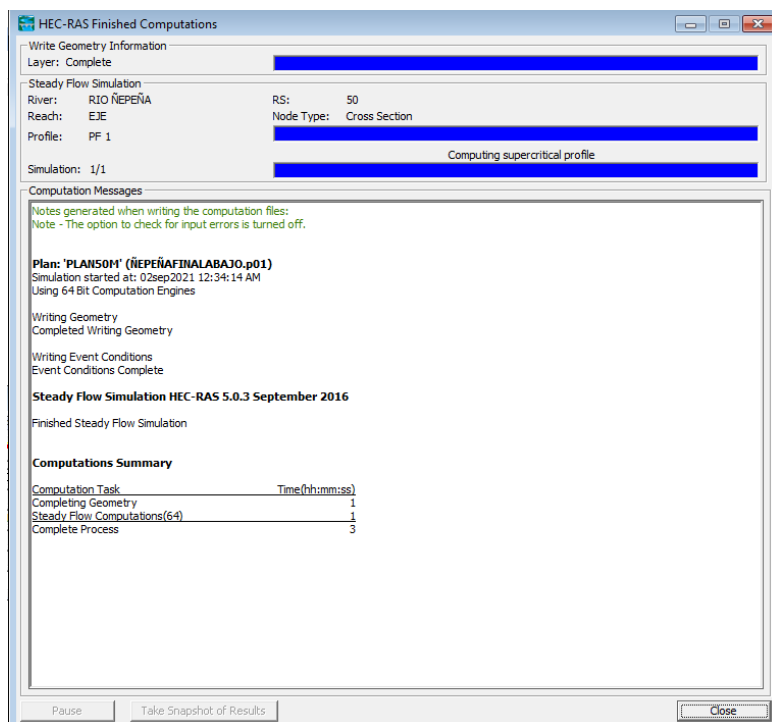 HEC-RAS Finished Computations
Write Geometry Information
Layer: Complete
Steady Flow Simulation
River: RIO ÑEPEÑA RS: 50
Reach: EJE Node Type: Cross Section
Profile: PF 1
Computing supercritical profile
Simulation: 1/1
Computation Messages
Notes generated when writing the computation files:
Note - The option to check for input errors is turned off.
Plan: 'PLAN50M' (ÑEPEÑAFINALABAJO.p01)
Simulation started at: 02sep2021 12:34:14 AM
Using 64 Bit Computation Engines
Writing Geometry
Completed Writing Geometry
Writing Event Conditions
Event Conditions Complete
Steady Flow Simulation HEC-RAS 5.0.3 September 2016
Finished Steady Flow Simulation
Computations Summary
Computation Task Time(hh:mm:ss)
Completing Geometry 1
Steady Flow Computations(64) 1
Complete Process 3
Pause Take Snapshot of Results Close